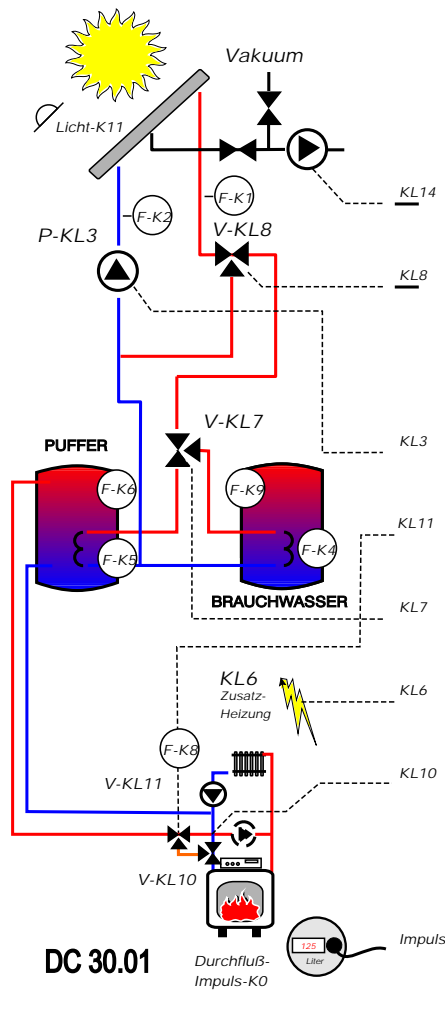 Vakuum
Licht-K11
KL14
F-K1
F-K2
P-KL3
V-KL8
KL8
V-KL7
KL3
PUFFER
F-K6
F-K9
KL11
F-K5
F-K4
BRAUCHWASSER
KL7
KL6
Zusatz-
Heizung
KL6
F-K8
KL10
V-KL11
V-KL10
DC 30.01
Durchfluß-
Impuls-K0
125
Liter
Impuls